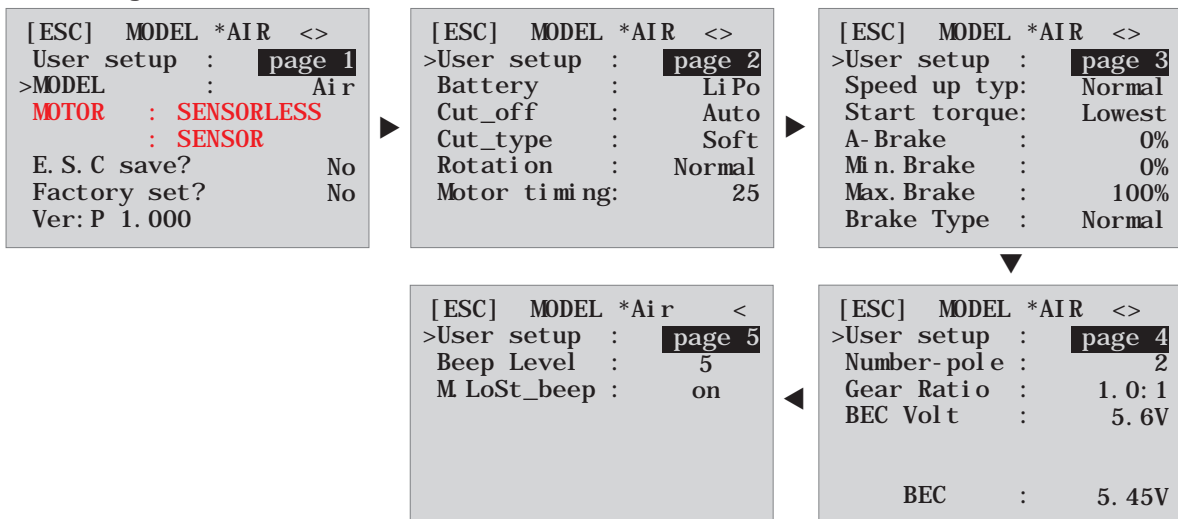 [ESC] MODEL *AIR <>
User setup : page 1
>MODEL : Air
MOTOR : SENSORLESS
: SENSOR
E.S.C save? No
Factory set? No
Ver:P 1.000
[ESC] MODEL *AIR <>
>User setup : page 2
Battery : LiPo
Cut_off : Auto
Cut_type : Soft
Rotation : Normal
Motor timing: 25
[ESC] MODEL *AIR <>
>User setup : page 3
Speed up typ: Normal
Start torque: Lowest
A-Brake : 0%
Min.Brake : 0%
Max.Brake : 100%
Brake Type : Normal
[ESC] MODEL *AIR <>
>User setup : page 4
Number-pole : 2
Gear Ratio : 1.0:1
BEC Volt : 5.6V
BEC : 5.45V
[ESC] MODEL *Air <
>User setup : page 5
Beep Level : 5
M.LoSt_beep : on